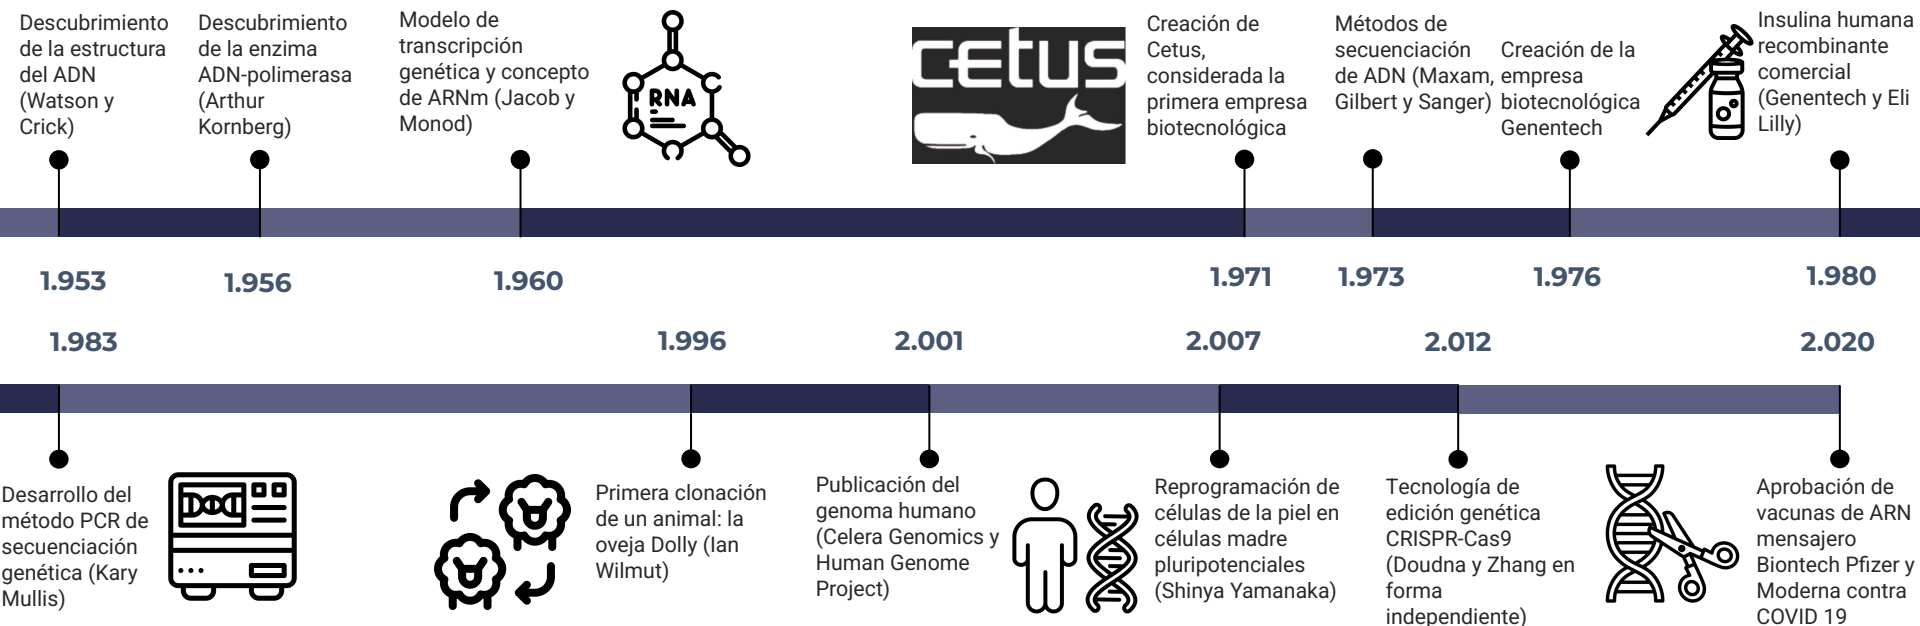 Descubrimiento
de la estructura
del ADN
(Watson y
Crick)
Descubrimiento
de la enzima
ADN-polimerasa
(Arthur
Kornberg)
Modelo de
transcripción
genética y concepto
de ARNm (Jacob y
Monod)
RNA
cetus
Creación de
Cetus,
considerada la
primera empresa
biotecnológica
Métodos de
secuenciación
de ADN (Maxam,
Gilbert y Sanger)
Creación de la
empresa
biotecnológica
Genentech
Insulina humana
recombinante
comercial
(Genentech y Eli
Lilly)
1.953
1.956
1.960
1.971
1.973
1.976
1.980
1.983
1.996
2.001
2.007
2.012
2.020
Desarrollo del
método PCR de
secuenciación
genética (Kary
Mullis)
Primera clonación
de un animal: la
oveja Dolly (Ian
Wilmut)
Publicación del
genoma humano
(Celera Genomics y
Human Genome
Project)
Reprogramación de
células de la piel en
células madre
pluripotenciales
(Shinya Yamanaka)
Tecnología de
edición genética
CRISPR-Cas9
(Doudna y Zhang en
forma
independiente)
Aprobación de
vacunas de ARN
mensajero
Biontech Pfizer y
Moderna contra
COVID 19